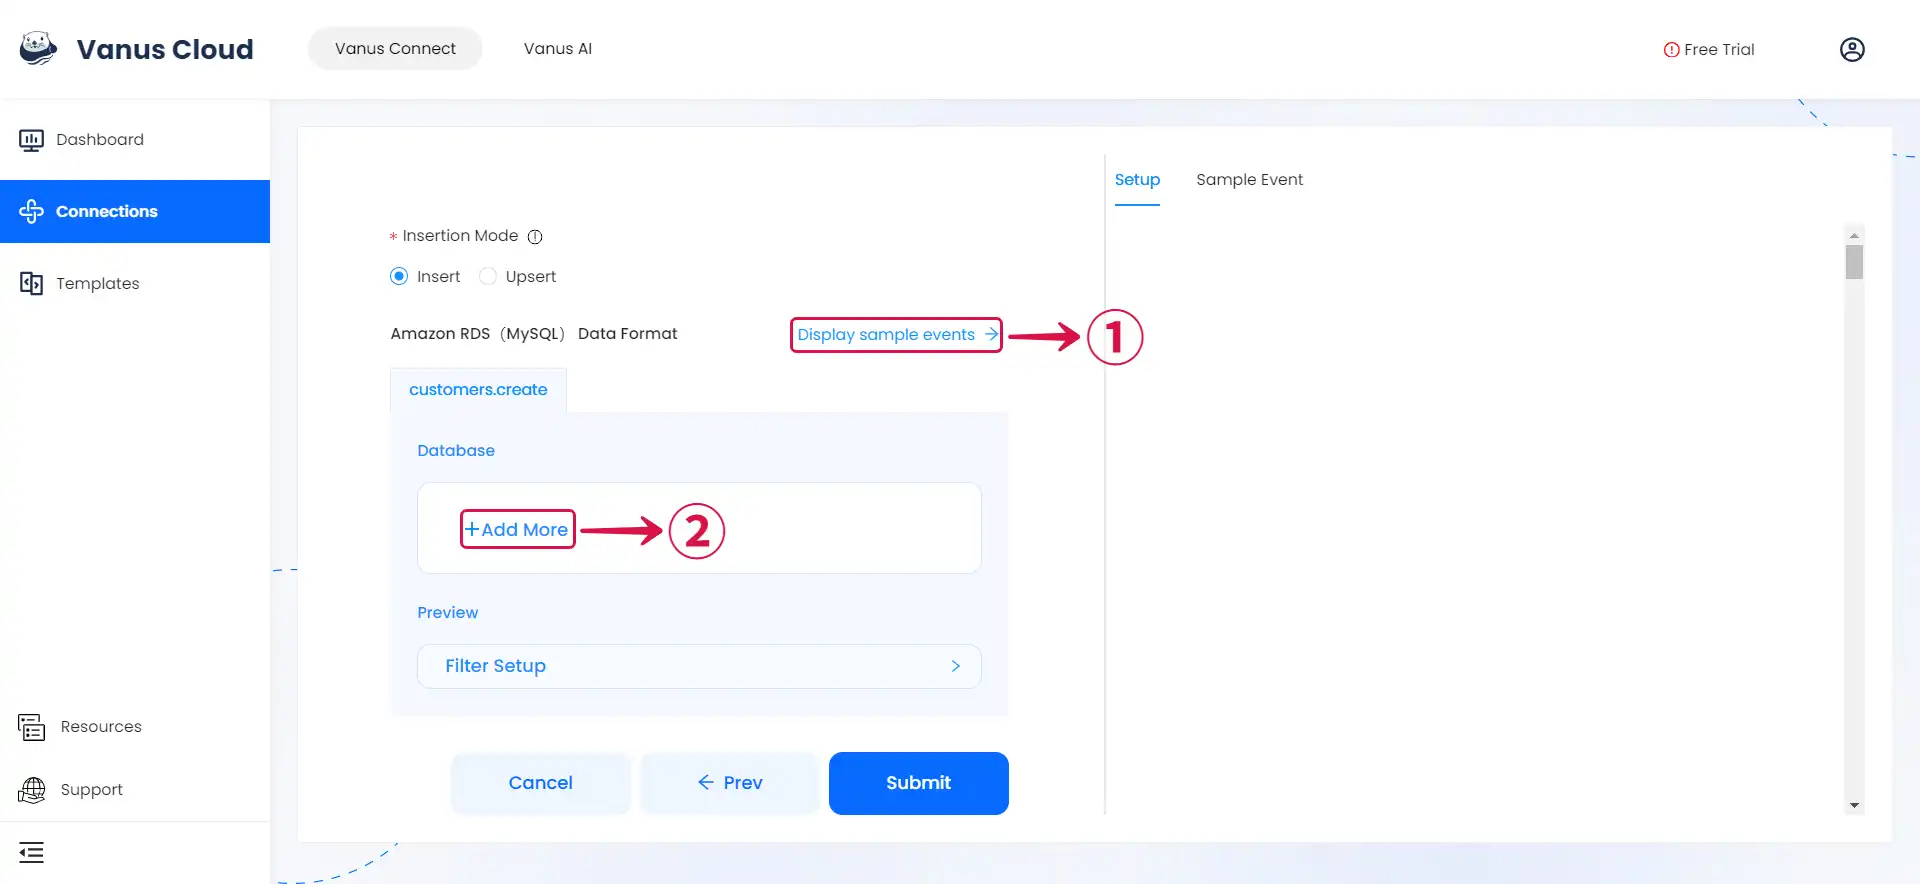 Vanus Cloud
Vanus Connect
Vanus AI
Free Trial
Dashboard
Connections
Templates
Resources
Support
* Insertion Mode
Insert
Upsert
Amazon RDS（MySQL） Data Format
Display sample events →
1
customers.create
Database
+Add More
2
Preview
Filter Setup >
Cancel
← Prev
Submit
Setup
Sample Event